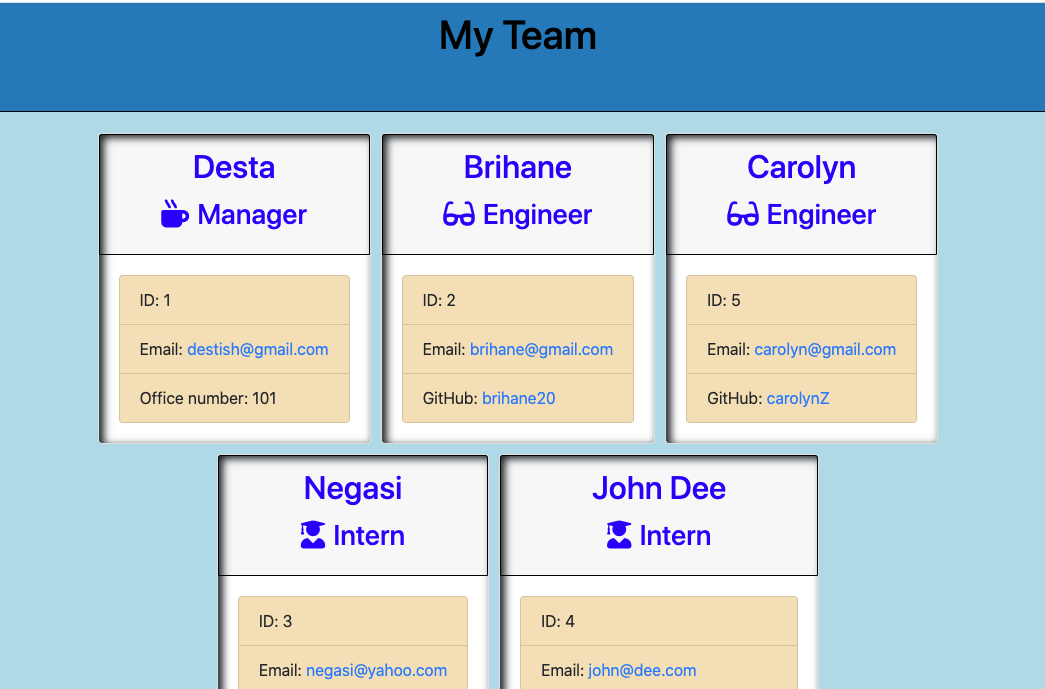 My Team
Desta
Manager
ID: 1
Email: destish@gmail.com
Office number: 101
Brihane
Engineer
ID: 2
Email: brihane@gmail.com
GitHub: brihane20
Carolyn
Engineer
ID: 5
Email: carolyn@gmail.com
GitHub: carolynZ
Negasi
Intern
ID: 3
Email: negasi@yahoo.com
John Dee
Intern
ID: 4
Email: john@dee.com